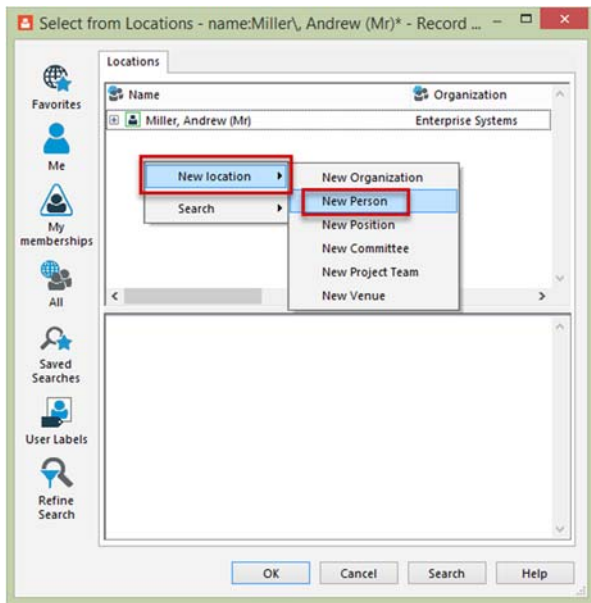 Select from Locations - name:Miller\, Andrew (Mr)* - Record ...
Favorites
Me
My
memberships
All
Saved
Searches
User Labels
Refine
Search
Locations
Name Organization
Miller, Andrew (Mr) Enterprise Systems
New location
Search
New Organization
New Person
New Position
New Committee
New Project Team
New Venue
OK Cancel Search Help